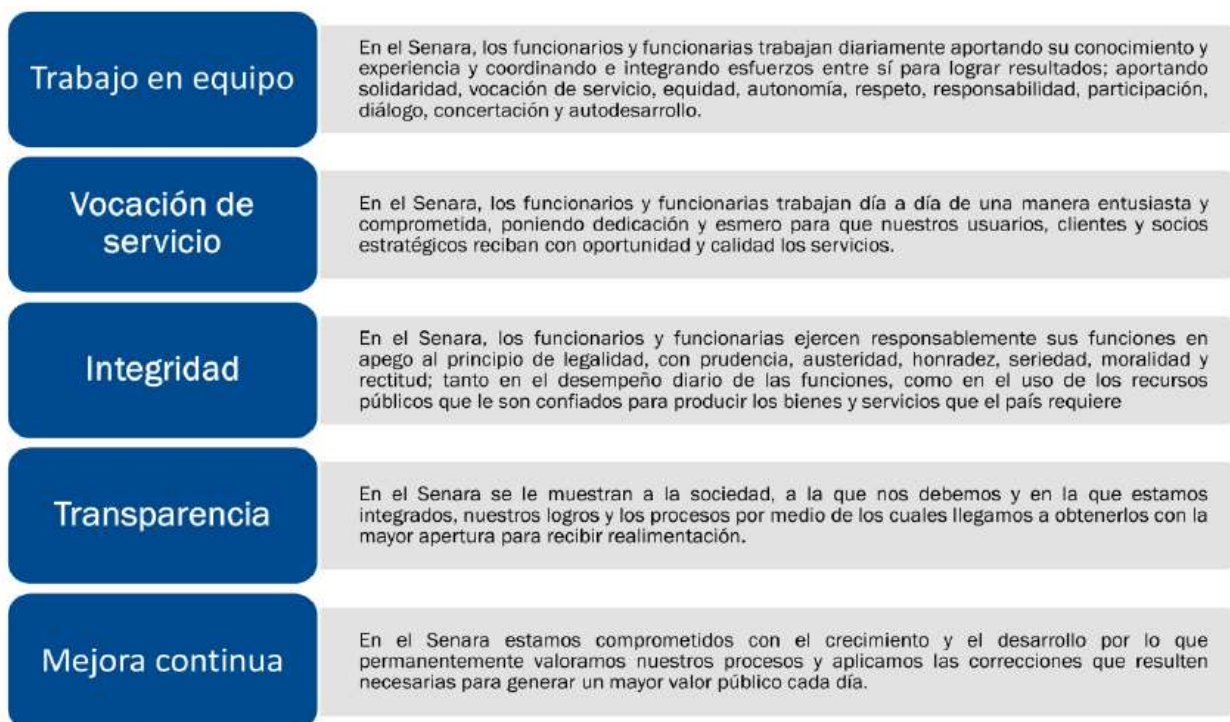 Trabajo en equipo
En el Senara, los funcionarios y funcionarias trabajan diariamente aportando su conocimiento y
experiencia y coordinando e integrando esfuerzos entre sí para lograr resultados; aportando
solidaridad, vocación de servicio, equidad, autonomía, respeto, responsabilidad, participación,
diálogo, concertación y autodesarrollo.
Vocación de
servicio
En el Senara, los funcionarios y funcionarias trabajan día a día de una manera entusiasta y
comprometida, poniendo dedicación y esmero para que nuestros usuarios, clientes y socios
estratégicos reciban con oportunidad y calidad los servicios.
Integridad
En el Senara, los funcionarios y funcionarias ejercen responsablemente sus funciones en
apego al principio de legalidad, con prudencia, austeridad, honradez, seriedad, moralidad y
rectitud; tanto en el desempeño diario de las funciones, como en el uso de los recursos
públicos que le son confiados para producir los bienes y servicios que el país requiere
Transparencia
En el Senara se le muestran a la sociedad, a la que nos debemos y en la que estamos
integrados, nuestros logros y los procesos por medio de los cuales llegamos a obtenerlos con la
mayor apertura para recibir realimentación.
Mejora continua
En el Senara estamos comprometidos con el crecimiento y el desarrollo por lo que
permanentemente valoramos nuestros procesos y aplicamos las correcciones que resulten
necesarias para generar un mayor valor público cada día.